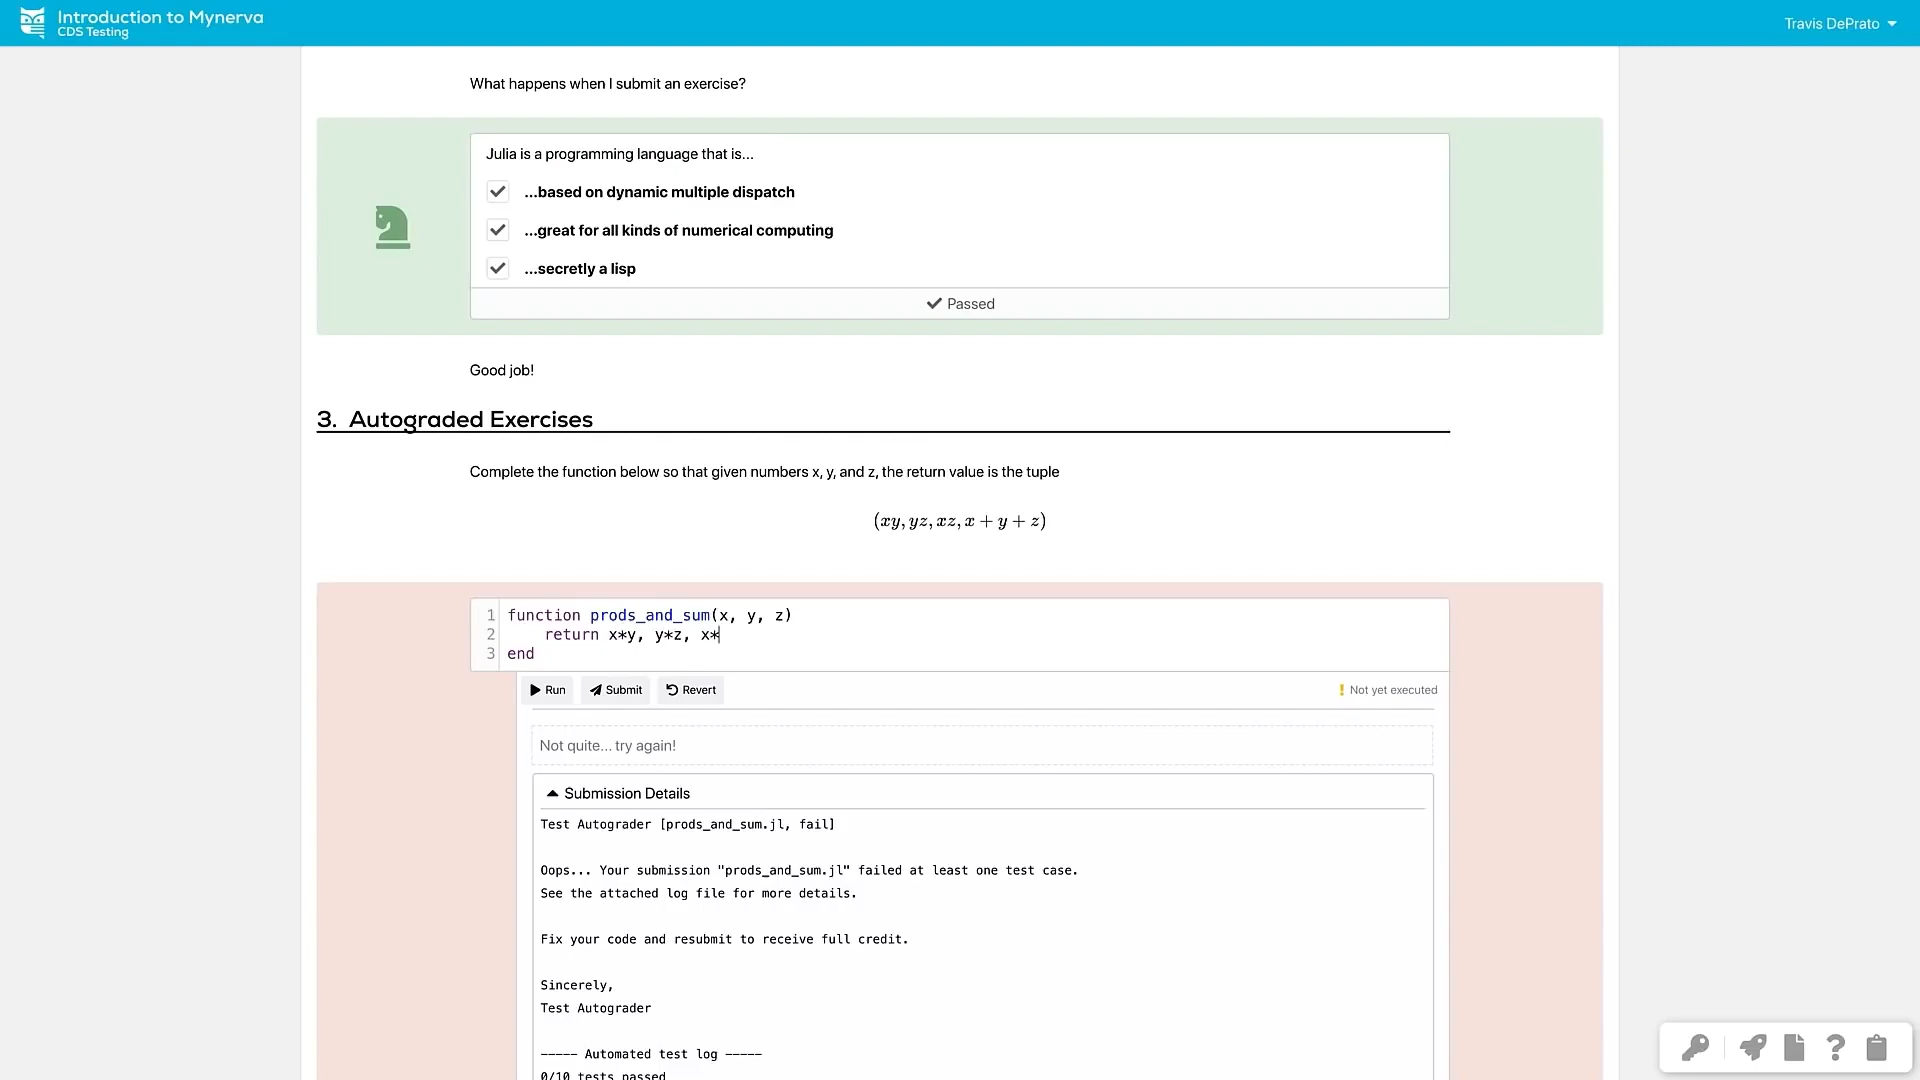 Introduction to Mynerva
CDS Testing
Travis DePrato
What happens when I submit an exercise?
Julia is a programming language that is...
...based on dynamic multiple dispatch
...great for all kinds of numerical computing
...secretly a lisp
Passed
Good job!
3. Autograded Exercises
Complete the function below so that given numbers x, y, and z, the return value is the tuple
(xy, yz, xz, x + y + z)
1 function prods_and_sum(x, y, z)
2     return x*y, y*z, x*
3 end
Run Submit Revert ! Not yet executed
Not quite... try again!
Submission Details
Test Autograder [prods_and_sum.jl, fail]
Oops... Your submission "prods_and_sum.jl" failed at least one test case.
See the attached log file for more details.
Fix your code and resubmit to receive full credit.
Sincerely,
Test Autograder
----- Automated test log -----
0/10 tests passed